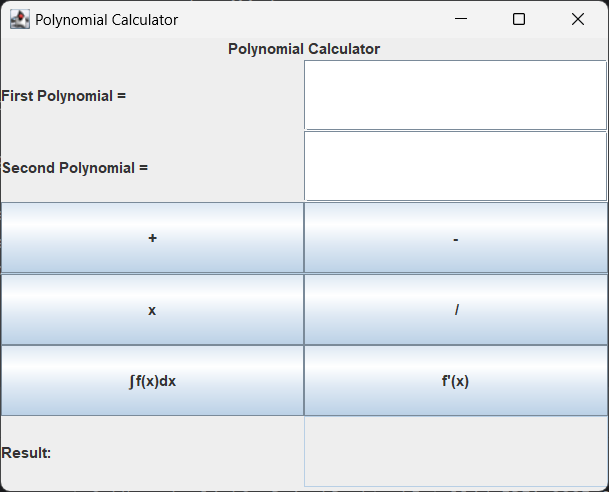 Polynomial Calculator
Polynomial Calculator
First Polynomial =
Second Polynomial =
+ -
x /
∫f(x)dx f'(x)
Result: